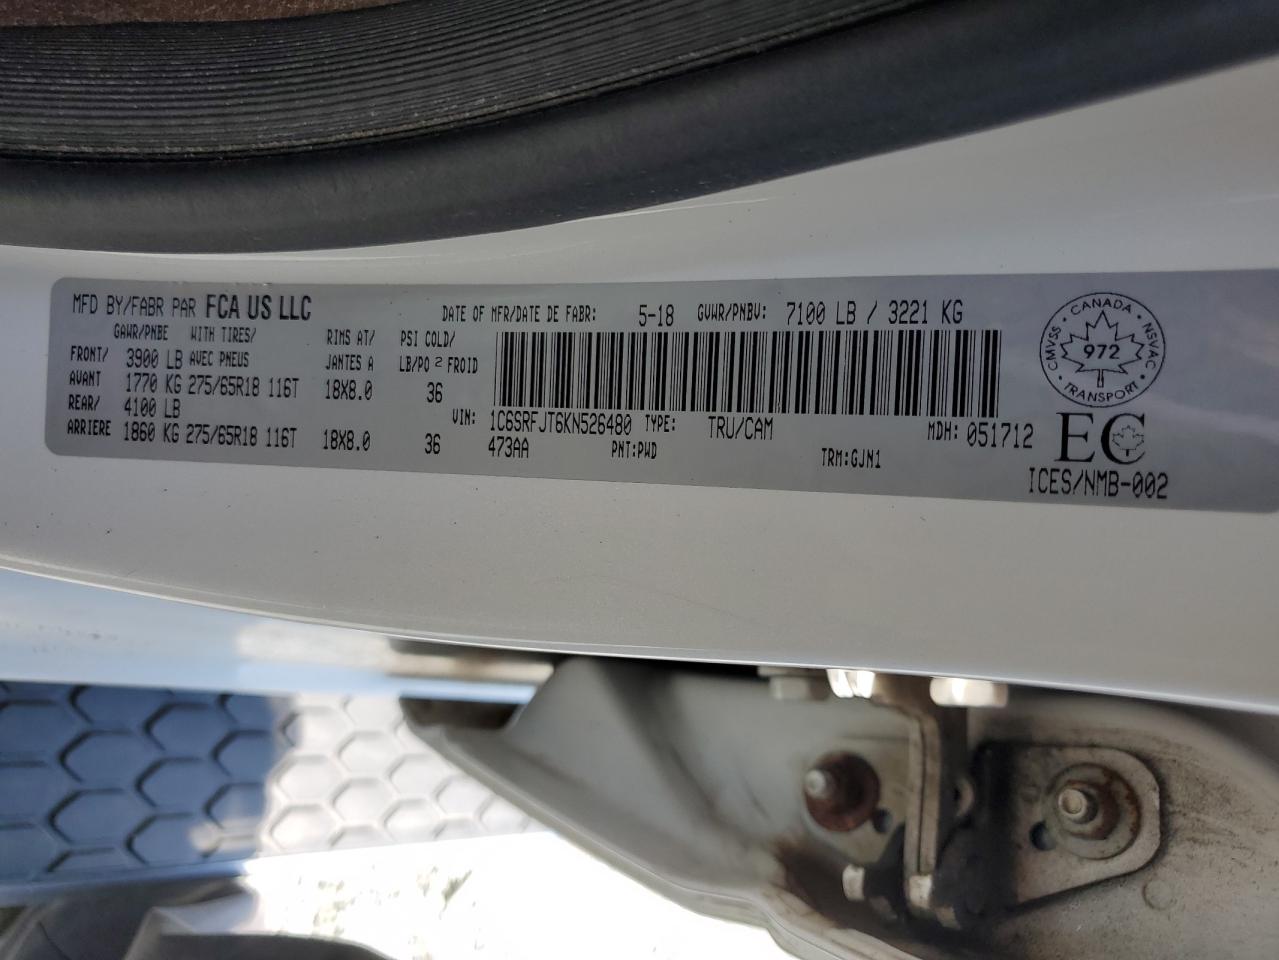 MFD BY/FABR PAR FCA US LLC DATE OF MFR/DATE DE FABR: 5-18 GVWR/PNBV: 7100 LB / 3221 KG
GAWR/PNBE WITH TIRES/ RIMS AT/ PSI COLD/
FRONT/ 3900 LB AVEC PNEUS JANTES A LB/PO² FROID
AVANT 1770 KG 275/65R18 116T 18X8.0 36
REAR/ 4100 LB VIN: 1C6SRFJT6KN526480 TYPE: TRU/CAM MDH: 051712
ARRIERE 1860 KG 275/65R18 116T 18X8.0 36 473AA PNT:PWD TRM:GJN1
CANADA
CMVSS NSVAC
972
TRANSPORT
EC
ICES/NMB-002